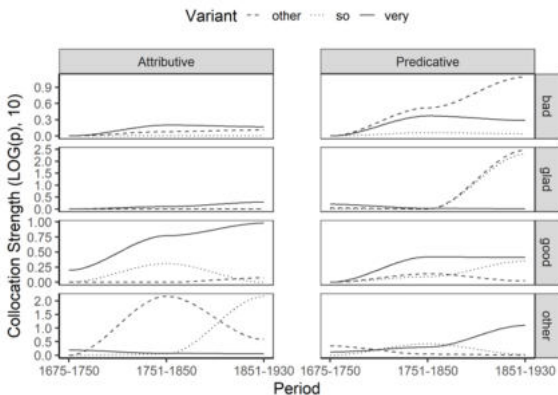 Variant other so very
Attributive Predicative
Collocation Strength (LOG(p), 10)
0.9
0.6
0.3
0.0
bad
2.5
2.0
1.5
1.0
0.5
0.0
glad
1.00
0.75
0.50
0.25
0.00
good
2.0
1.5
1.0
0.5
0.0
other
1675-1750 1751-1850 1851-1930 1675-1750 1751-1850 1851-1930
Period